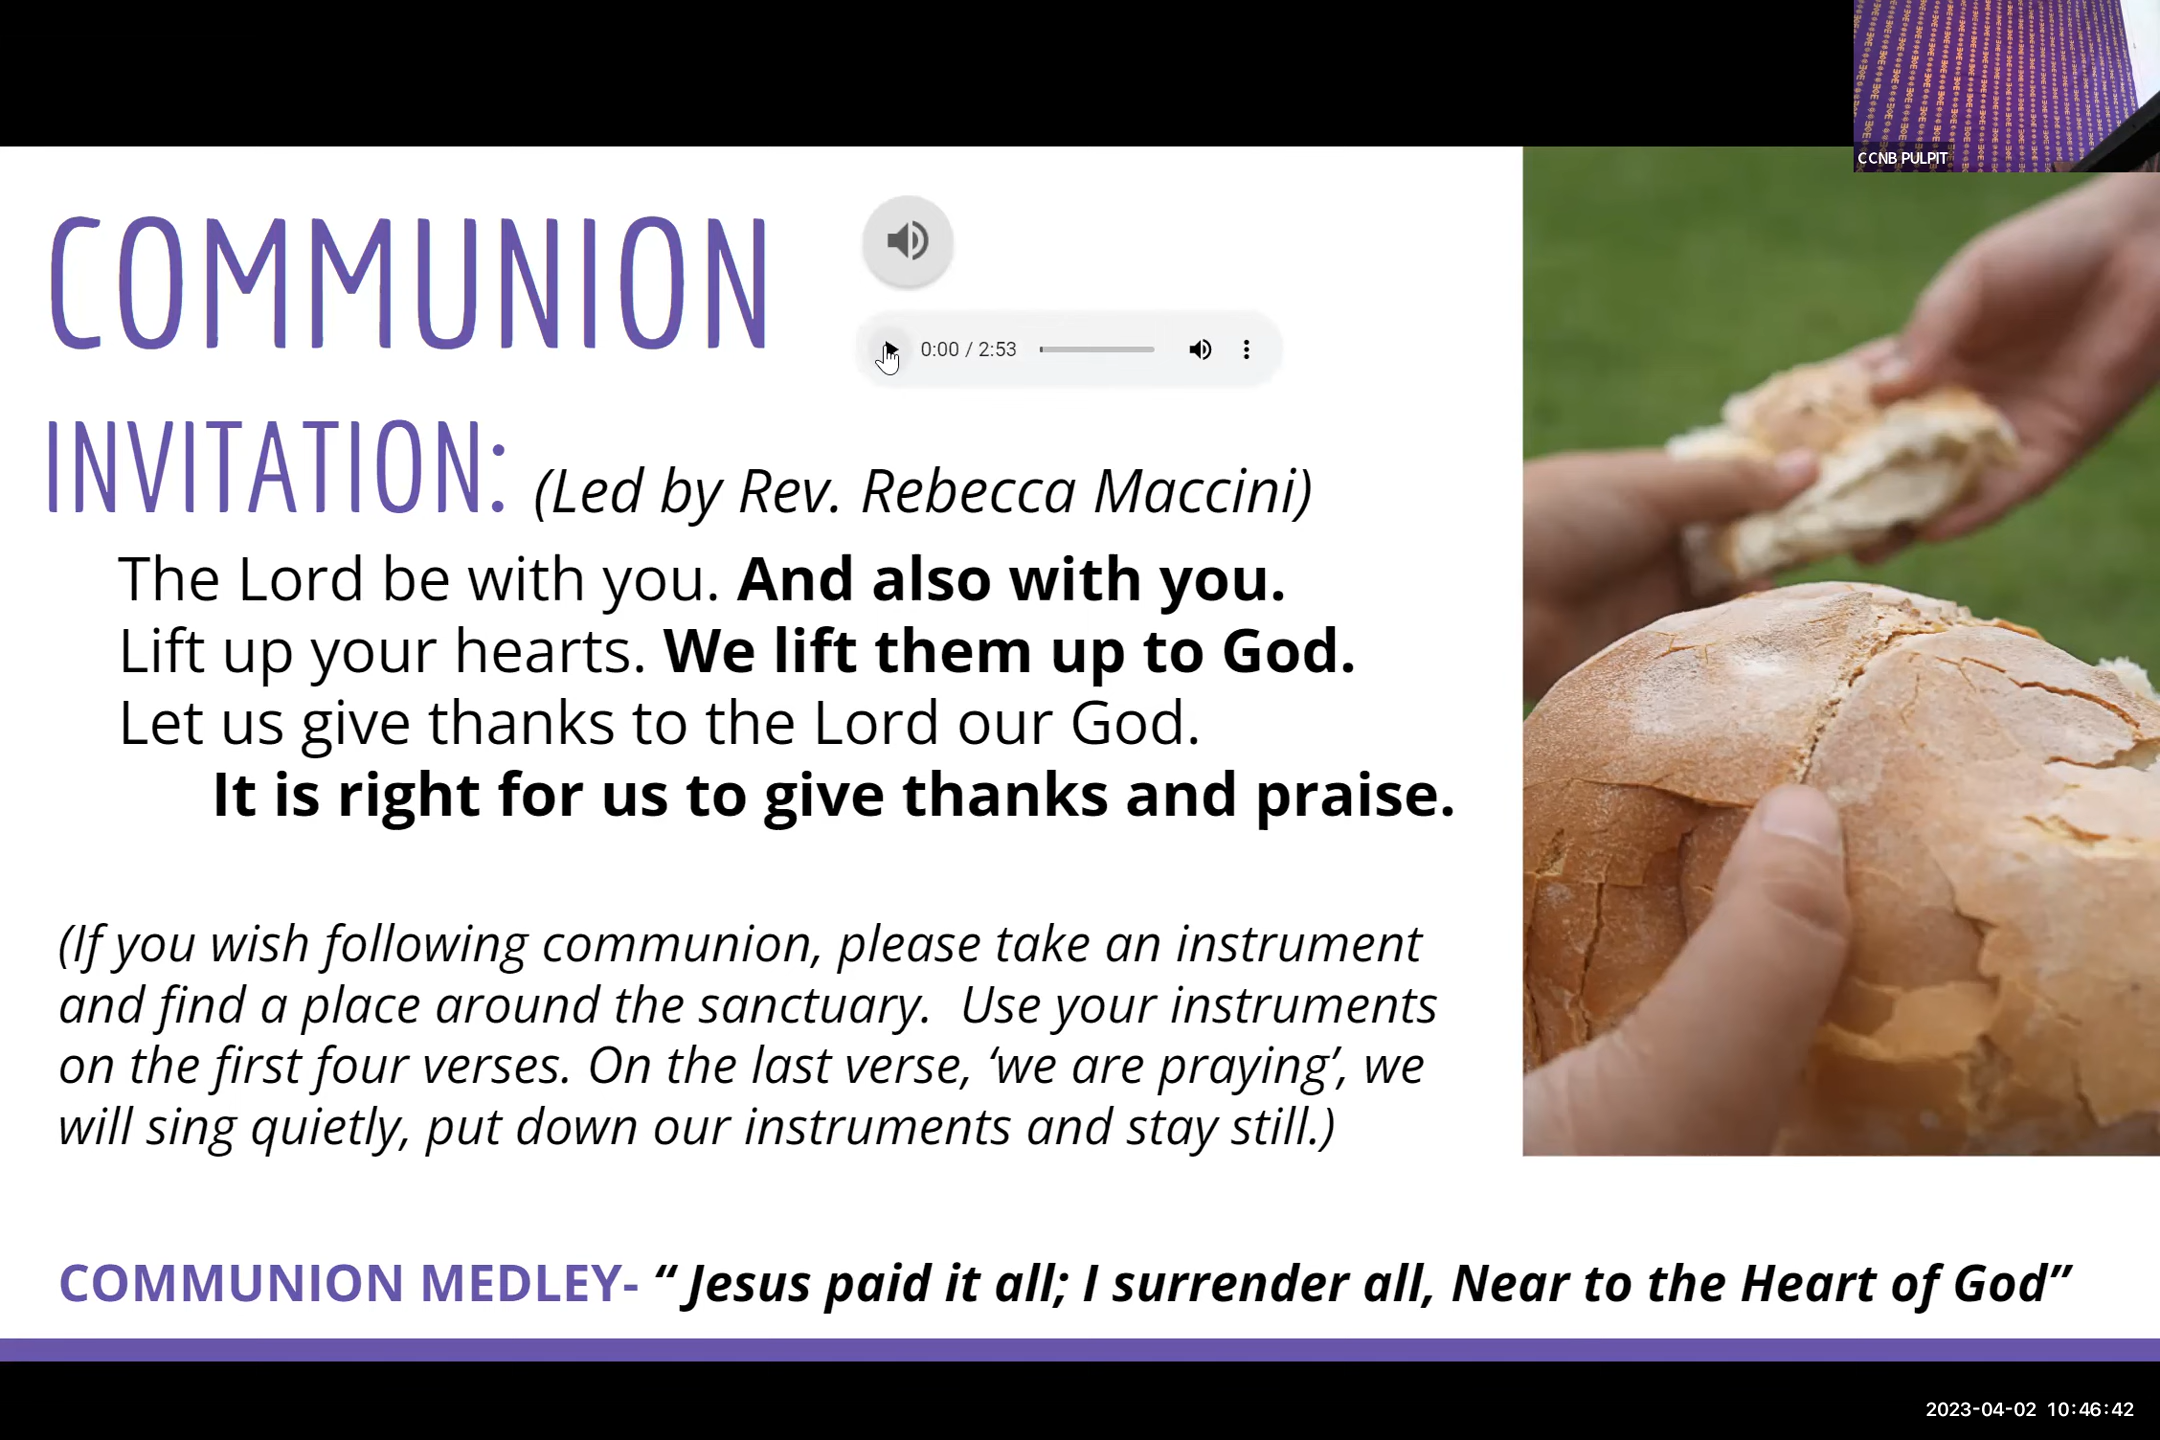 CCNB PULPIT
COMMUNION
0:00 / 2:53
INVITATION: (Led by Rev. Rebecca Maccini)
The Lord be with you. And also with you.
Lift up your hearts. We lift them up to God.
Let us give thanks to the Lord our God.
It is right for us to give thanks and praise.
(If you wish following communion, please take an instrument
and find a place around the sanctuary.  Use your instruments
on the first four verses. On the last verse, ‘we are praying’, we
will sing quietly, put down our instruments and stay still.)
COMMUNION MEDLEY- “ Jesus paid it all; I surrender all, Near to the Heart of God”
2023-04-02 10:46:42